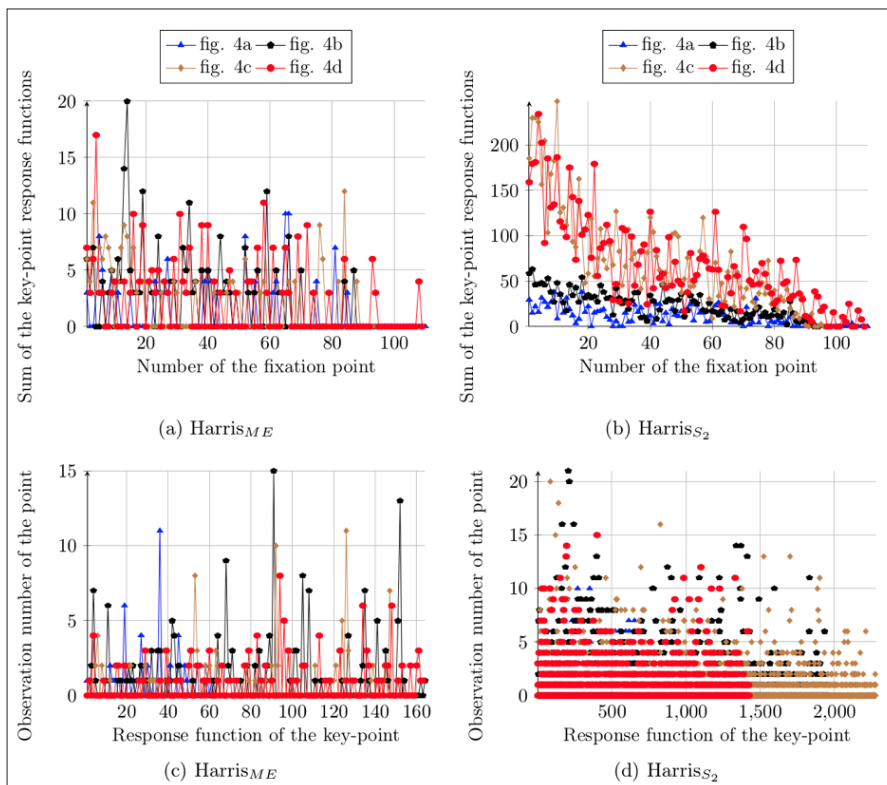 fig. 4a fig. 4b
fig. 4c fig. 4d
Sum of the key-point response functions
20
15
10
5
0
20 40 60 80 100
Number of the fixation point
(a) Harris_ME
fig. 4a fig. 4b
fig. 4c fig. 4d
Sum of the key-point response functions
200
150
100
50
0
20 40 60 80 100
Number of the fixation point
(b) Harris_S₂
Observation number of the point
15
10
5
0
20 40 60 80 100 120 140 160
Response function of the key-point
(c) Harris_ME
Observation number of the point
20
15
10
5
0
500 1,000 1,500 2,000
Response function of the key-point
(d) Harris_S₂